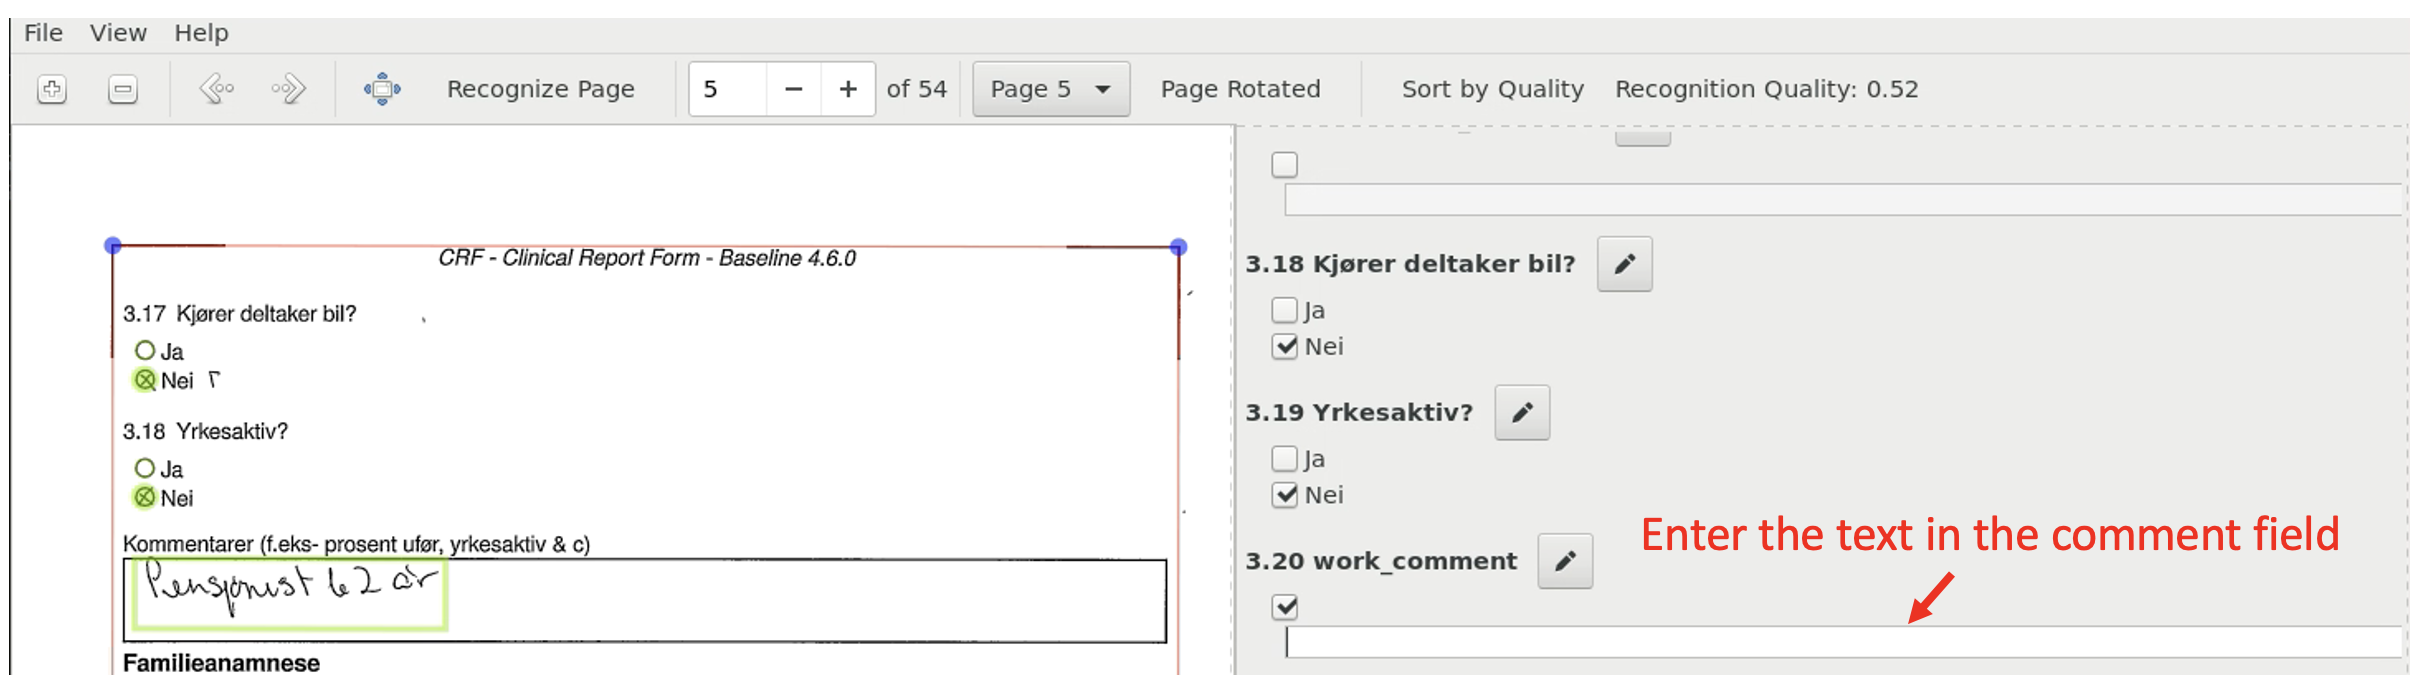 File View Help
Recognize Page 5 − + of 54 Page 5 Page Rotated Sort by Quality Recognition Quality: 0.52
CRF - Clinical Report Form - Baseline 4.6.0
3.17 Kjører deltaker bil?
Ja
Nei
3.18 Yrkesaktiv?
Ja
Nei
Kommentarer (f.eks- prosent ufør, yrkesaktiv & c)
Pensjonist 62 år
Familieanamnese
3.18 Kjører deltaker bil?
Ja
Nei
3.19 Yrkesaktiv?
Ja
Nei
Enter the text in the comment field
3.20 work_comment